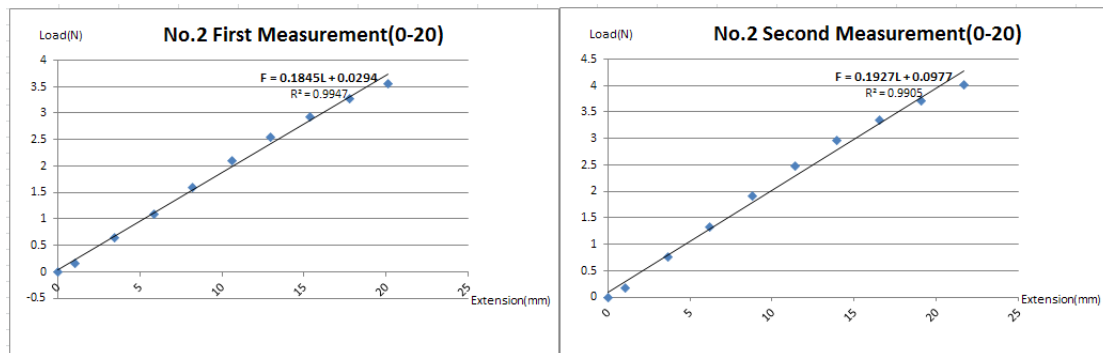 No.2 First Measurement(0-20)
Load(N)
F = 0.1845L + 0.0294
R² = 0.9947
4
3.5
3
2.5
2
1.5
1
0.5
0
-0.5
0 5 10 15 20 25
Extension(mm)
No.2 Second Measurement(0-20)
Load(N)
F = 0.1927L + 0.0977
R² = 0.9905
4.5
4
3.5
3
2.5
2
1.5
1
0.5
0
0 5 10 15 20 25
Extension(mm)